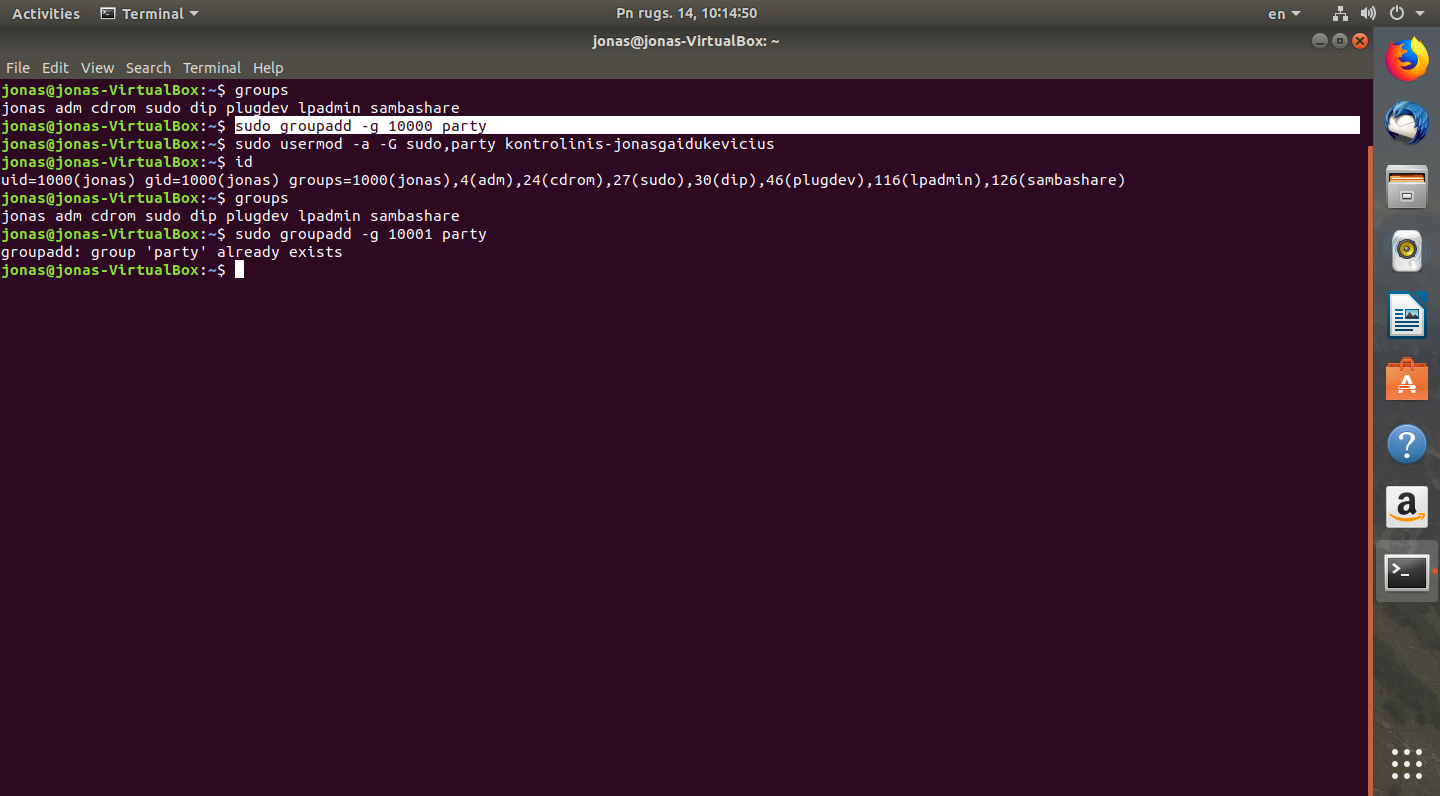 Activities Terminal Pn rugs. 14, 10:14:50 en
jonas@jonas-VirtualBox: ~
File Edit View Search Terminal Help
jonas@jonas-VirtualBox:~$ groups
jonas adm cdrom sudo dip plugdev lpadmin sambashare
jonas@jonas-VirtualBox:~$ sudo groupadd -g 10000 party
jonas@jonas-VirtualBox:~$ sudo usermod -a -G sudo,party kontrolinis-jonasgaidukevicius
jonas@jonas-VirtualBox:~$ id
uid=1000(jonas) gid=1000(jonas) groups=1000(jonas),4(adm),24(cdrom),27(sudo),30(dip),46(plugdev),116(lpadmin),126(sambashare)
jonas@jonas-VirtualBox:~$ groups
jonas adm cdrom sudo dip plugdev lpadmin sambashare
jonas@jonas-VirtualBox:~$ sudo groupadd -g 10001 party
groupadd: group 'party' already exists
jonas@jonas-VirtualBox:~$